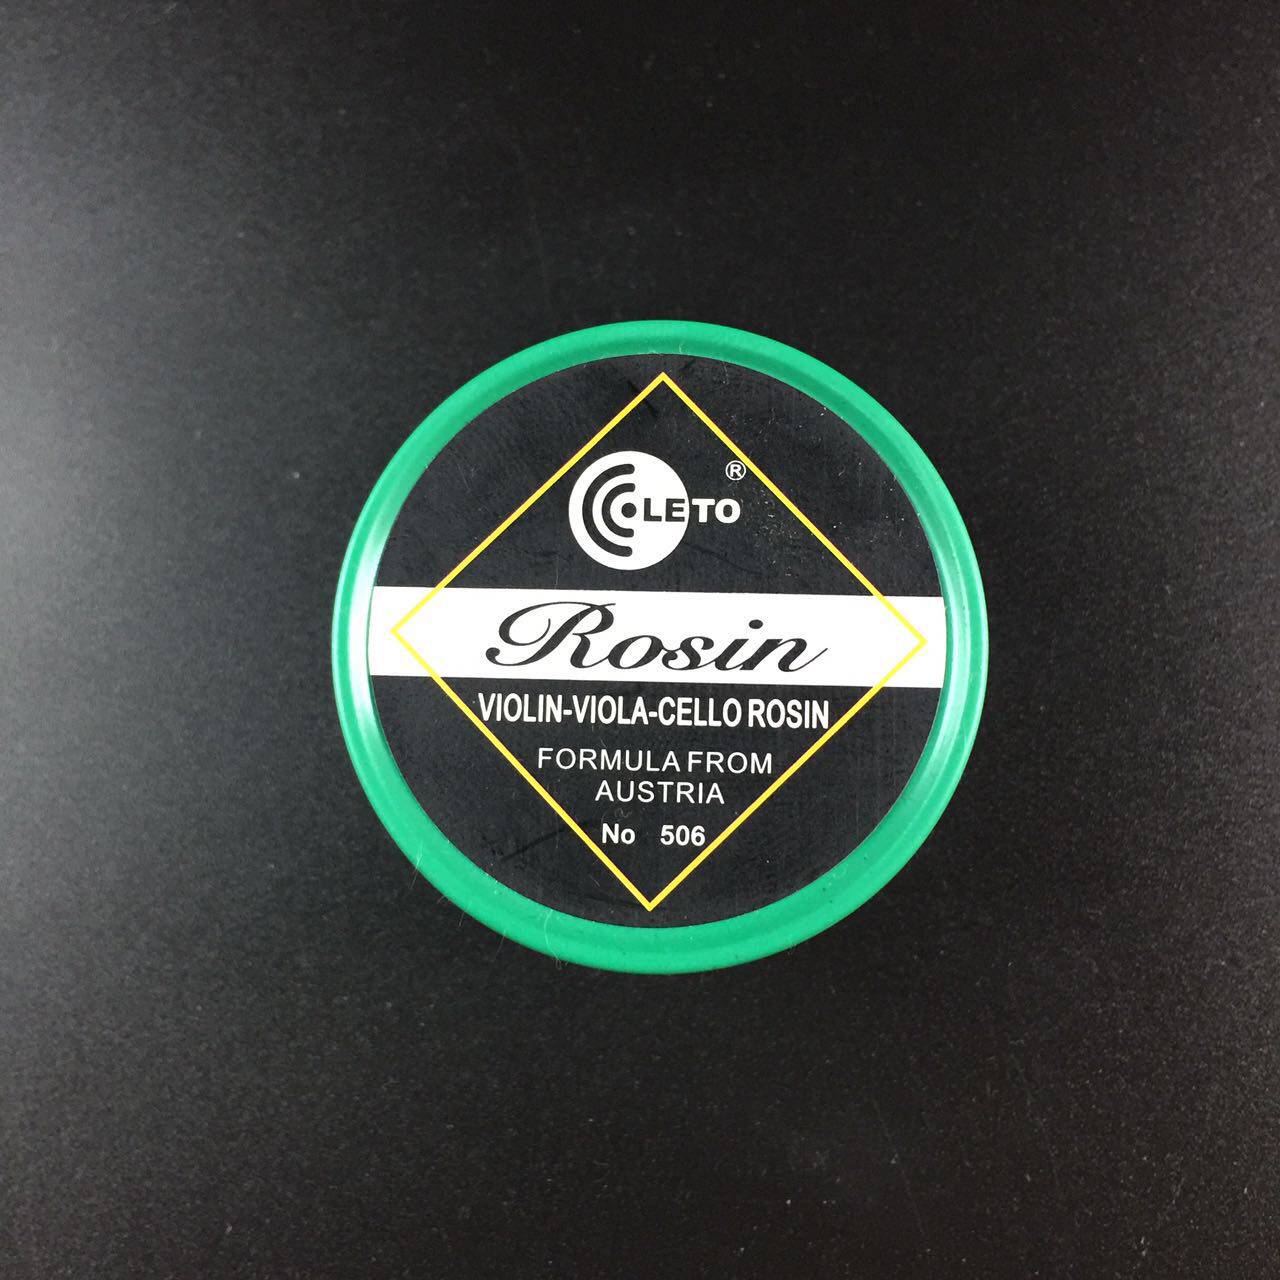 LETO ®
Rosin
VIOLIN-VIOLA-CELLO ROSIN
FORMULA FROM
AUSTRIA
No 506